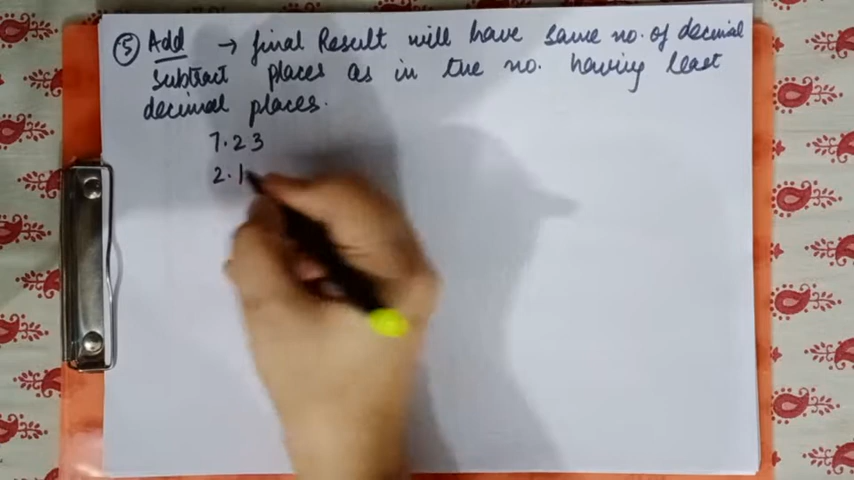 ⑤ Add → final Result will have same no. of decimal
subtract places as in the no. having least
decimal places.
7.23
2.1